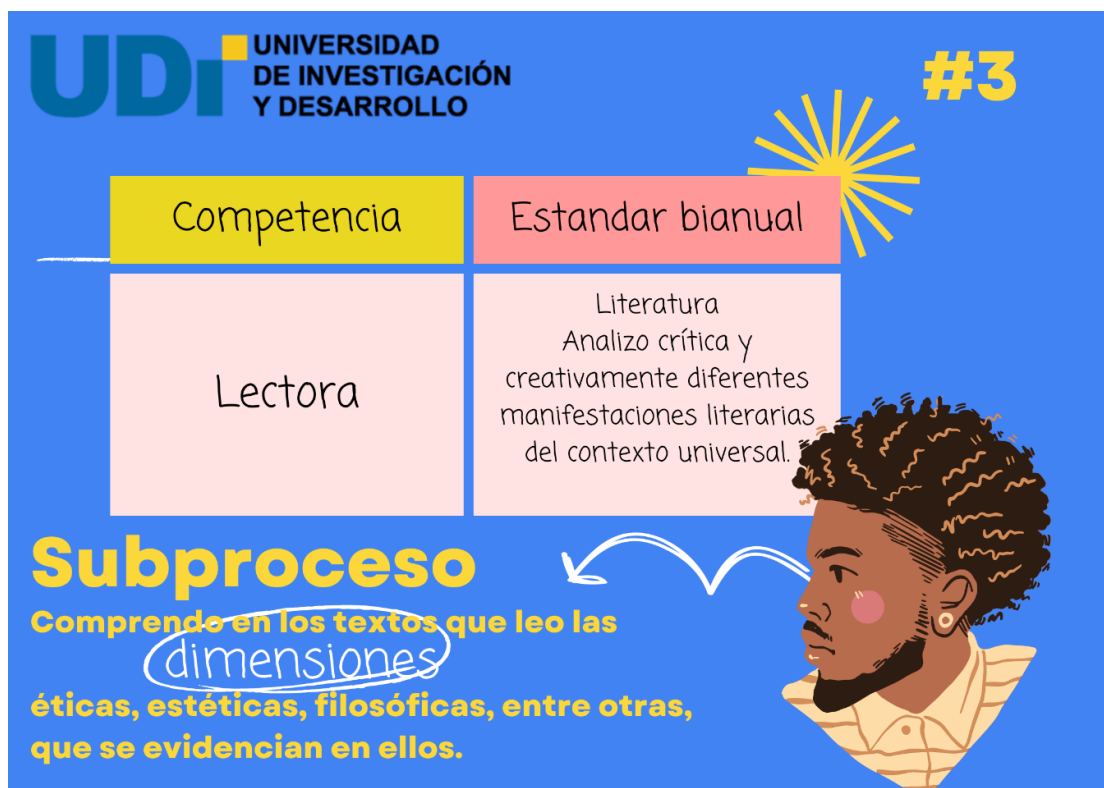 UDi
UNIVERSIDAD
DE INVESTIGACIÓN
Y DESARROLLO
#3
Competencia
Estandar bianual
Lectora
Literatura
Analizo crítica y
creativamente diferentes
manifestaciones literarias
del contexto universal.
Subproceso
Comprendo en los textos que leo las
dimensiones
éticas, estéticas, filosóficas, entre otras,
que se evidencian en ellos.